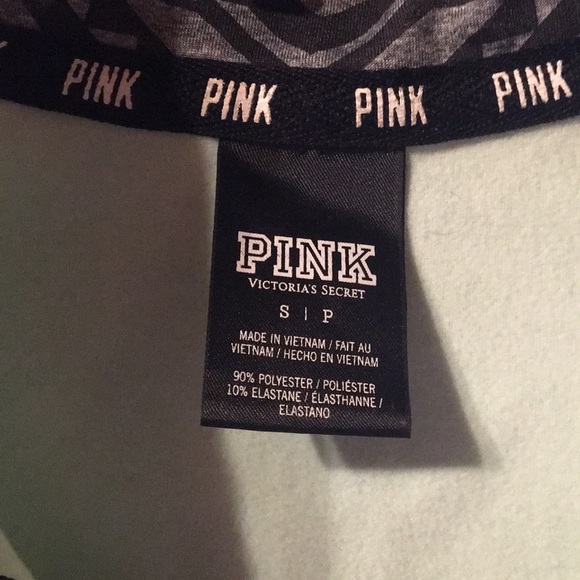 PINK PINK PINK PINK
PINK
VICTORIA'S SECRET
S | P
MADE IN VIETNAM / FAIT AU
VIETNAM / HECHO EN VIETNAM
90% POLYESTER / POLIÉSTER
10% ELASTANE / ÉLASTHANNE /
ELASTANO